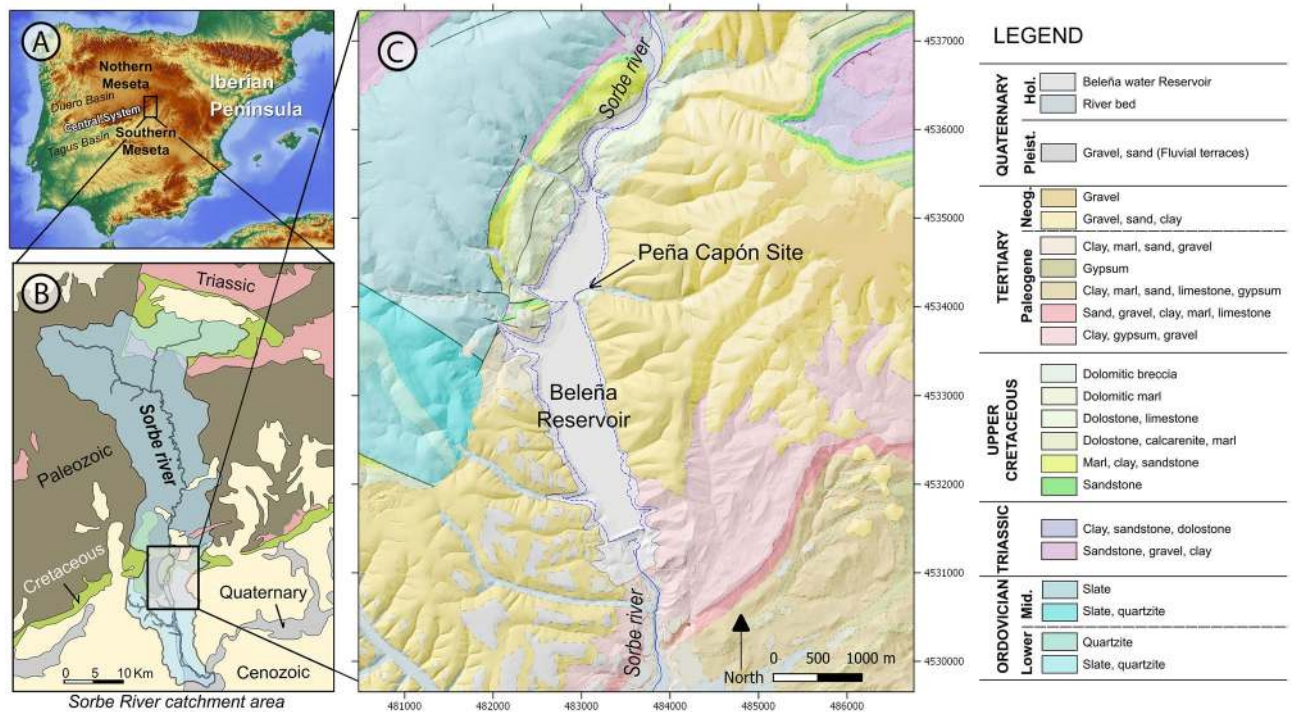 A
Nothern
Meseta
Duero Basin
Central System
Tagus Basin
Southern
Meseta
Iberian
Peninsula
B
Triassic
Sorbe river
Paleozoic
Cretaceous
Quaternary
Cenozoic
0 5 10 Km
Sorbe River catchment area
C
Sorbe river
Peña Capón Site
Beleña
Reservoir
Sorbe river
North
0 500 1000 m
4537000
4536000
4535000
4534000
4533000
4532000
4531000
4530000
481000 482000 483000 484000 485000 486000
LEGEND
QUATERNARY
Hol.
Beleña water Reservoir
River bed
Pleist.
Gravel, sand (Fluvial terraces)
TERTIARY
Neog.
Gravel
Gravel, sand, clay
Paleogene
Clay, marl, sand, gravel
Gypsum
Clay, marl, sand, limestone, gypsum
Sand, gravel, clay, marl, limestone
Clay, gypsum, gravel
UPPER
CRETACEOUS
Dolomitic breccia
Dolomitic marl
Dolostone, limestone
Dolostone, calcarenite, marl
Marl, clay, sandstone
Sandstone
TRIASSIC
Clay, sandstone, dolostone
Sandstone, gravel, clay
ORDOVICIAN
Mid.
Slate
Slate, quartzite
Lower
Quartzite
Slate, quartzite